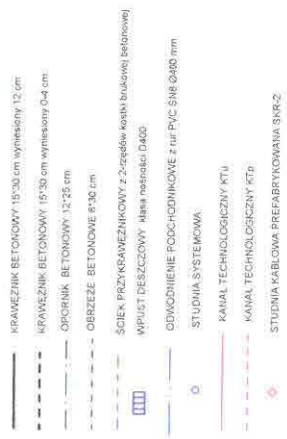 KRAWĘŻNIK BETONOWY 15*30 cm wyniesiony 12 cm
KRAWĘŻNIK BETONOWY 15*30 cm wyniesiony 0-4 cm
OPORNIK BETONOWY 12*25 cm
OBRZEŻE BETONOWE 8*30 cm
ŚCIEK PRZYKRAWĘŻNIKOWY z 2-rzędów kostki brukowej betonowej
WPUST DESZCZOWY klasa nośności D400
ODWODNIENIE PODCHODNIKOWE z rur PVC SN8 Ø400 mm
STUDNIA SYSTEMOWA
KANAŁ TECHNOLOGICZNY KTu
KANAŁ TECHNOLOGICZNY KTp
STUDNIA KABLOWA PREFABRYKOWANA SKR-2